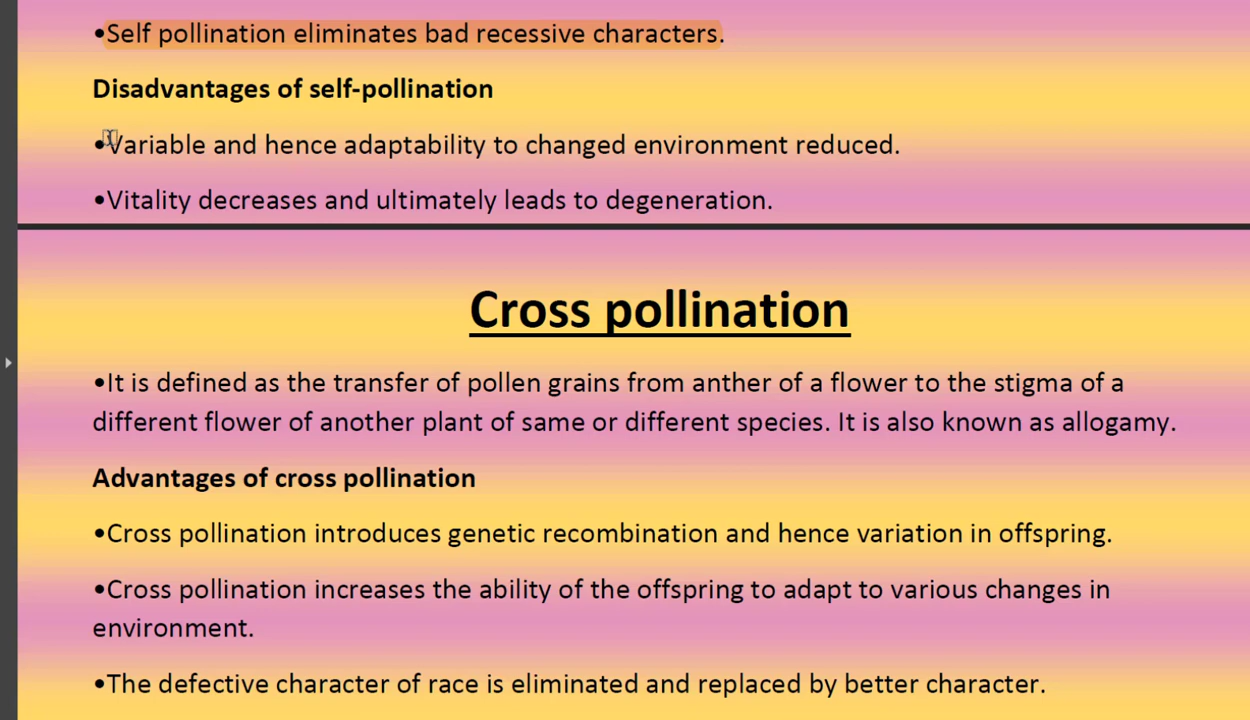 •Self pollination eliminates bad recessive characters.
Disadvantages of self-pollination
•Variable and hence adaptability to changed environment reduced.
•Vitality decreases and ultimately leads to degeneration.
Cross pollination
•It is defined as the transfer of pollen grains from anther of a flower to the stigma of a
different flower of another plant of same or different species. It is also known as allogamy.
Advantages of cross pollination
•Cross pollination introduces genetic recombination and hence variation in offspring.
•Cross pollination increases the ability of the offspring to adapt to various changes in
environment.
•The defective character of race is eliminated and replaced by better character.